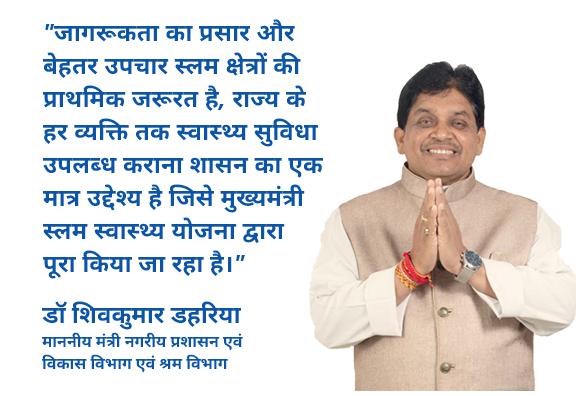 "जागरूकता का प्रसार और
बेहतर उपचार स्लम क्षेत्रों की
प्राथमिक जरूरत है, राज्य के
हर व्यक्ति तक स्वास्थ्य सुविधा
उपलब्ध कराना शासन का एक
मात्र उद्देश्य है जिसे मुख्यमंत्री
स्लम स्वास्थ्य योजना द्वारा
पूरा किया जा रहा है।"
डॉ शिवकुमार डहरिया
माननीय मंत्री नगरीय प्रशासन एवं
विकास विभाग एवं श्रम विभाग